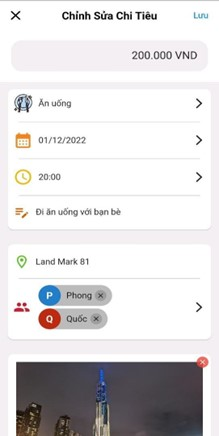 Chỉnh Sửa Chi Tiêu
Lưu
200.000 VND
Ăn uống
01/12/2022
20:00
Đi ăn uống với bạn bè
Land Mark 81
P Phong
Q Quốc